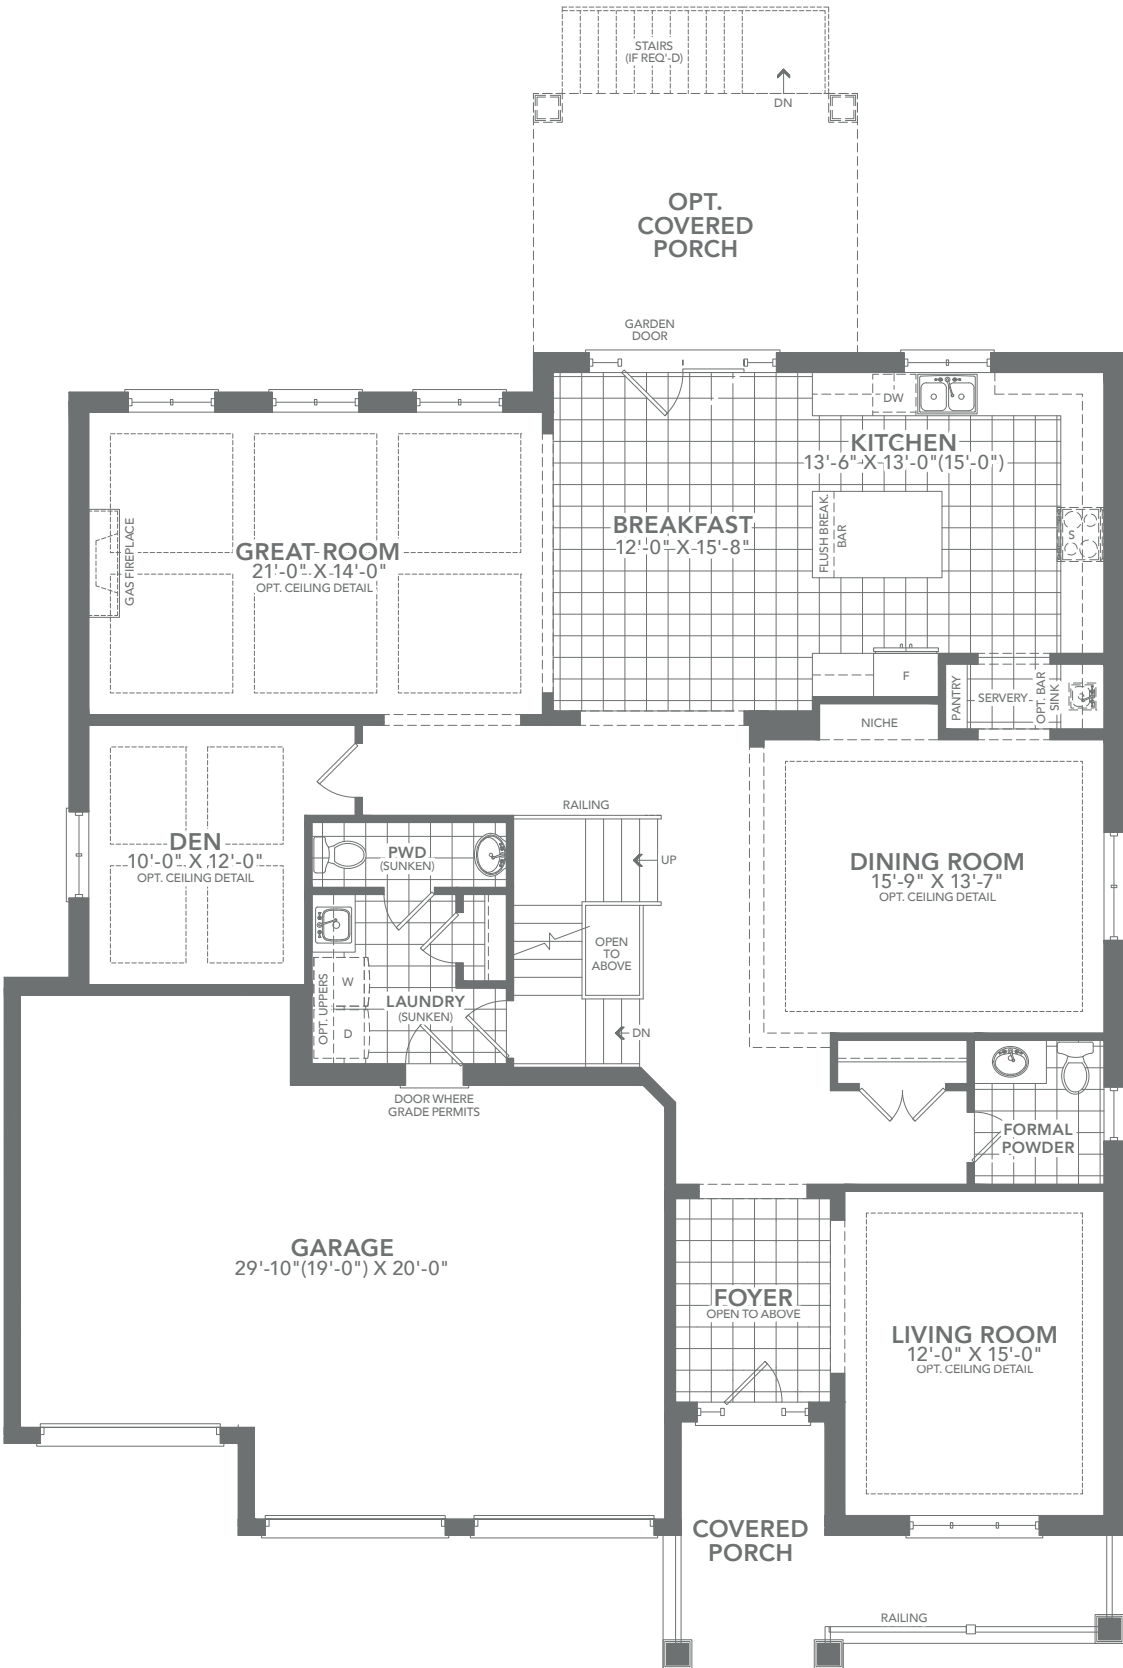 STAIRS
(IF REQ'-D)
DN
OPT.
COVERED
PORCH
GARDEN
DOOR
DW
KITCHEN
13'-6" X 13'-0"(15'-0")
BREAKFAST
12'-0" X 15'-8"
FLUSH BREAK.
BAR
S
GREAT ROOM
21'-0" X 14'-0"
OPT. CEILING DETAIL
GAS FIREPLACE
F
PANTRY
SERVERY
OPT. BAR
SINK
NICHE
RAILING
DEN
10'-0" X 12'-0"
OPT. CEILING DETAIL
PWD
(SUNKEN)
UP
DINING ROOM
15'-9" X 13'-7"
OPT. CEILING DETAIL
OPEN
TO
ABOVE
W
D
OPT. UPPERS
LAUNDRY
(SUNKEN)
DN
DOOR WHERE
GRADE PERMITS
FORMAL
POWDER
GARAGE
29'-10"(19'-0") X 20'-0"
FOYER
OPEN TO ABOVE
LIVING ROOM
12'-0" X 15'-0"
OPT. CEILING DETAIL
COVERED
PORCH
RAILING